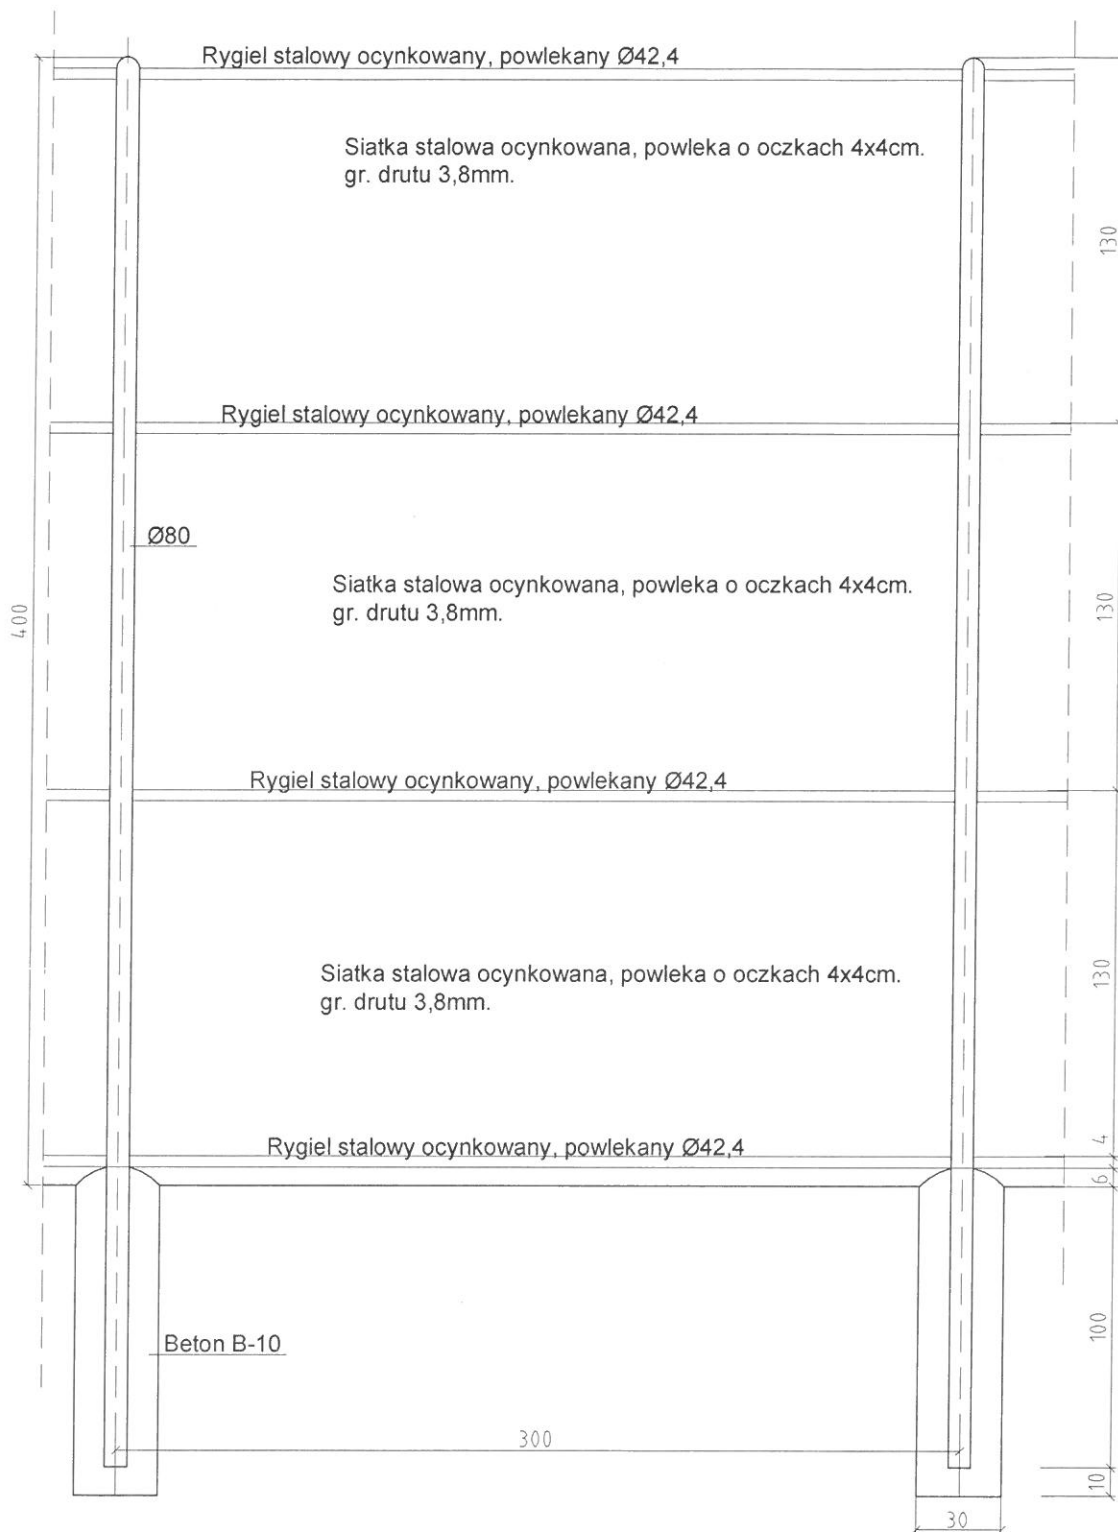 Rygiel stalowy ocynkowany, powlekany Ø42,4
Siatka stalowa ocynkowana, powleka o oczkach 4x4cm.
gr. drutu 3,8mm.
130
Rygiel stalowy ocynkowany, powlekany Ø42,4
Ø80
Siatka stalowa ocynkowana, powleka o oczkach 4x4cm.
gr. drutu 3,8mm.
400
130
Rygiel stalowy ocynkowany, powlekany Ø42,4
Siatka stalowa ocynkowana, powleka o oczkach 4x4cm.
gr. drutu 3,8mm.
130
Rygiel stalowy ocynkowany, powlekany Ø42,4
4
6
Beton B-10
100
300
10
30